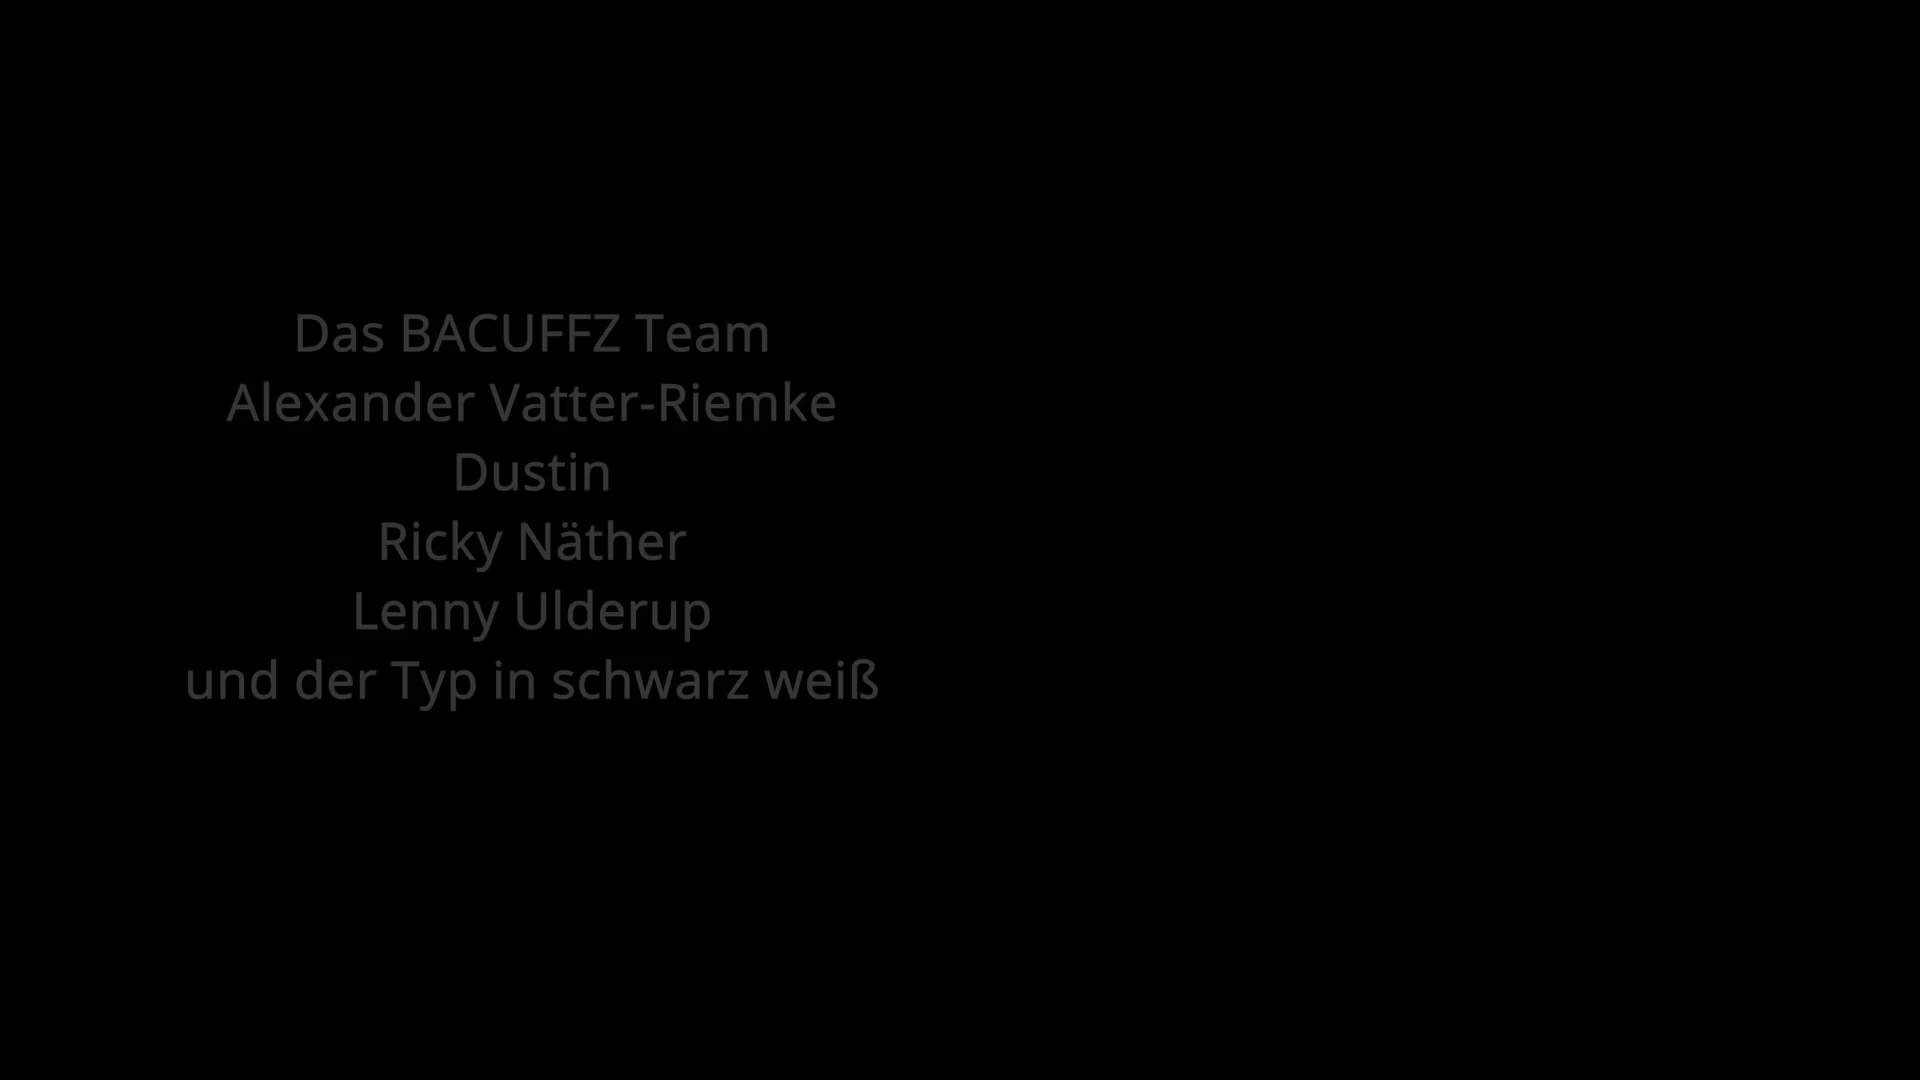 Das BACUFFZ Team
Alexander Vatter-Riemke
Dustin
Ricky Näther
Lenny Ulderup
und der Typ in schwarz weiß